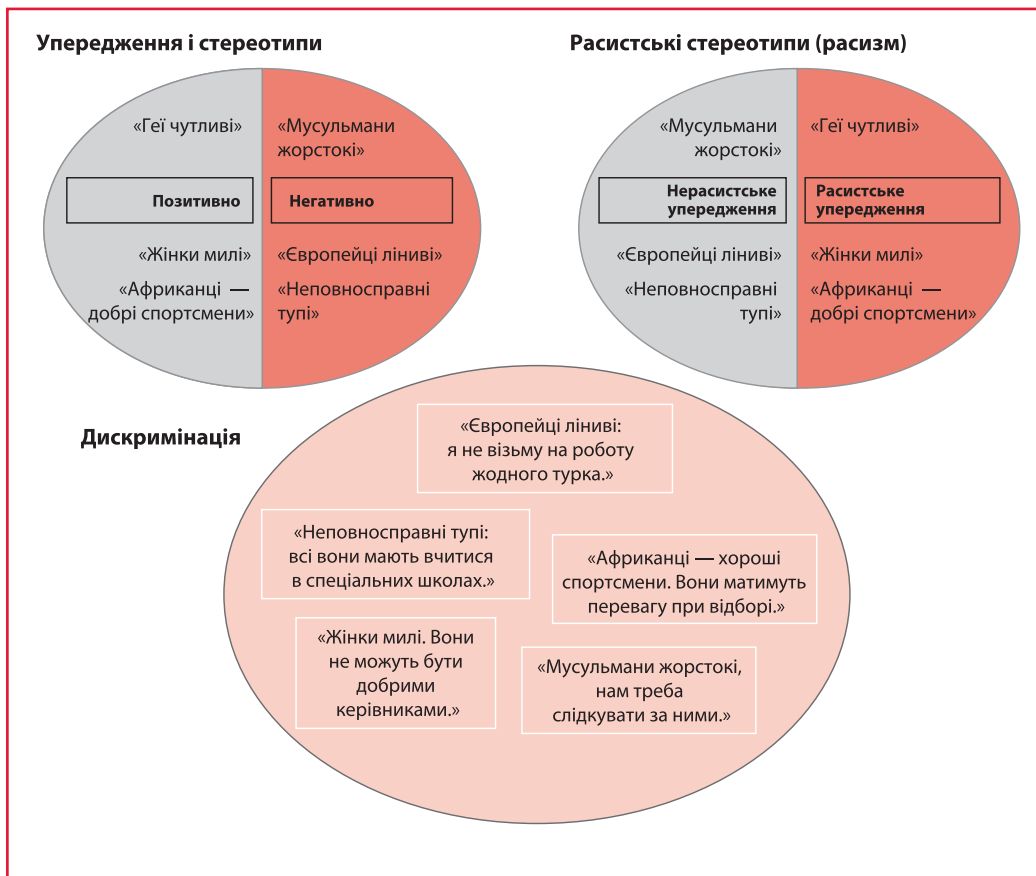 Упередження і стереотипи
«Геї чутливі»
«Мусульмани
жорстокі»
Позитивно
Негативно
«Жінки милі»
«Європейці ліниві»
«Африканці —
добрі спортсмени»
«Неповносправні
тупі»
Расистські стереотипи (расизм)
«Мусульмани
жорстокі»
«Геї чутливі»
Нерасистське
упередження
Расистське
упередження
«Європейці ліниві»
«Жінки милі»
«Неповносправні
тупі»
«Африканці —
добрі спортсмени»
Дискримінація
«Європейці ліниві:
я не візьму на роботу
жодного турка.»
«Неповносправні тупі:
всі вони мають вчитися
в спеціальних школах.»
«Африканці — хороші
спортсмени. Вони матимуть
перевагу при відборі.»
«Жінки милі. Вони
не можуть бути
добрими
керівниками.»
«Мусульмани жорстокі,
нам треба
слідкувати за ними.»